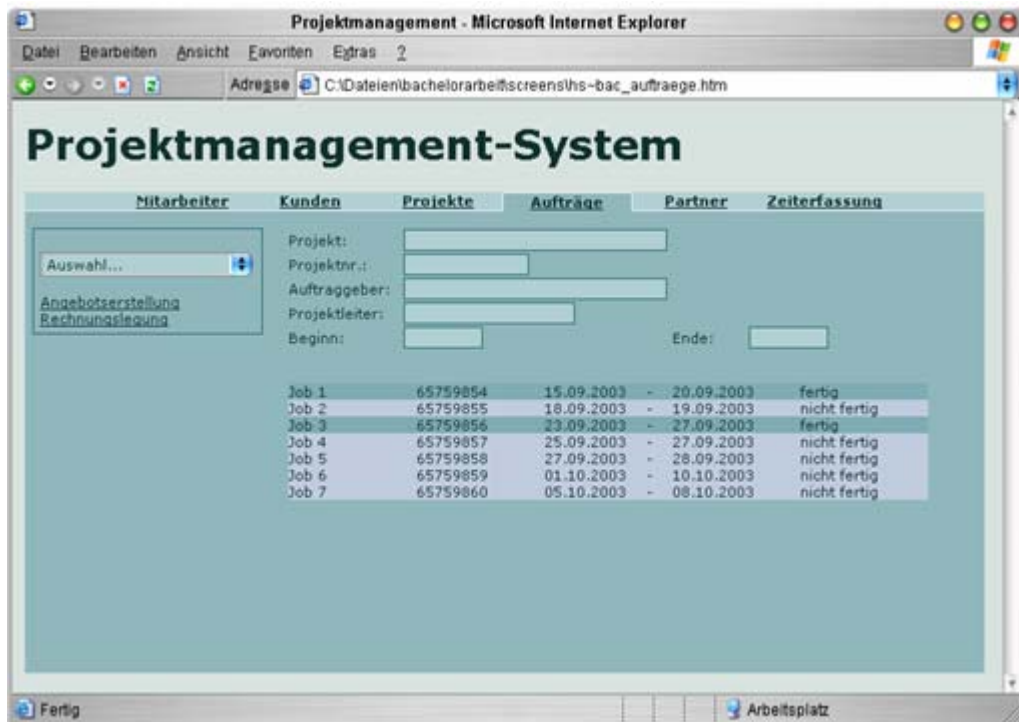 Projektmanagement - Microsoft Internet Explorer
Datei Bearbeiten Ansicht Favoriten Extras ?
Adresse C:\Dateien\bachelorarbeit\screens\hs~bac_auftraege.htm
Projektmanagement-System
Mitarbeiter Kunden Projekte Aufträge Partner Zeiterfassung
Auswahl...
Angebotserstellung
Rechnungslegung
Projekt:
Projektnr.:
Auftraggeber:
Projektleiter:
Beginn: Ende:
Job 1 65759854 15.09.2003 - 20.09.2003 fertig
Job 2 65759855 18.09.2003 - 19.09.2003 nicht fertig
Job 3 65759856 23.09.2003 - 27.09.2003 fertig
Job 4 65759857 25.09.2003 - 27.09.2003 nicht fertig
Job 5 65759858 27.09.2003 - 28.09.2003 nicht fertig
Job 6 65759859 01.10.2003 - 10.10.2003 nicht fertig
Job 7 65759860 05.10.2003 - 08.10.2003 nicht fertig
Fertig Arbeitsplatz